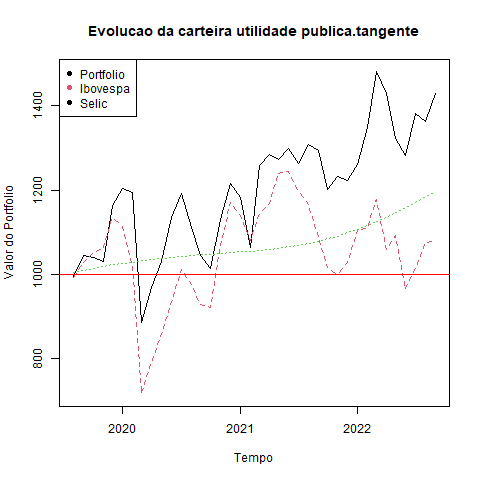 Evolucao da carteira utilidade publica.tangente
Portfolio
Ibovespa
Selic
Valor do Portfolio
800
1000
1200
1400
2020
2021
2022
Tempo